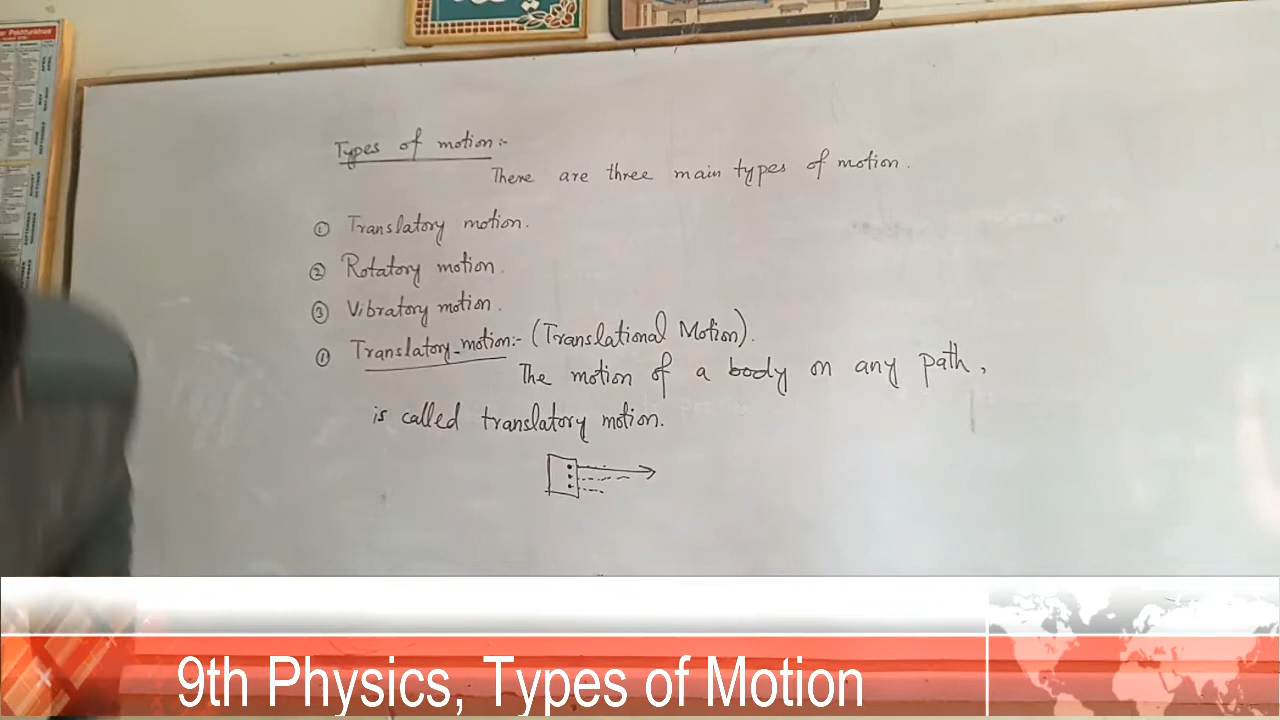 Types of motion:-
There are three main types of motion.
① Translatory motion.
② Rotatory motion.
③ Vibratory motion.
① Translatory motion:- (Translational Motion).
The motion of a body on any path,
is called translatory motion.
9th Physics, Types of Motion